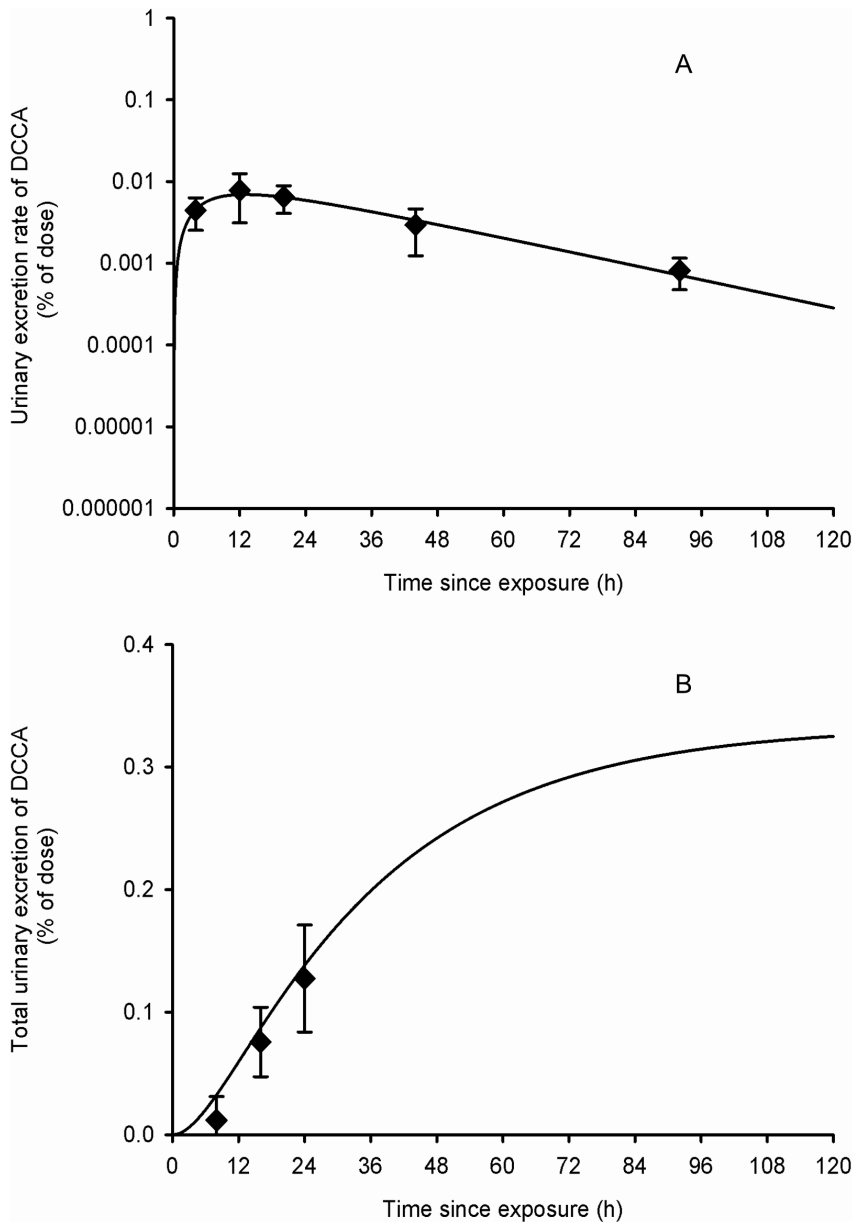 A
Urinary excretion rate of DCCA
(% of dose)
1
0.1
0.01
0.001
0.0001
0.00001
0.000001
0 12 24 36 48 60 72 84 96 108 120
Time since exposure (h)
B
Total urinary excretion of DCCA
(% of dose)
0.4
0.3
0.2
0.1
0.0
0 12 24 36 48 60 72 84 96 108 120
Time since exposure (h)